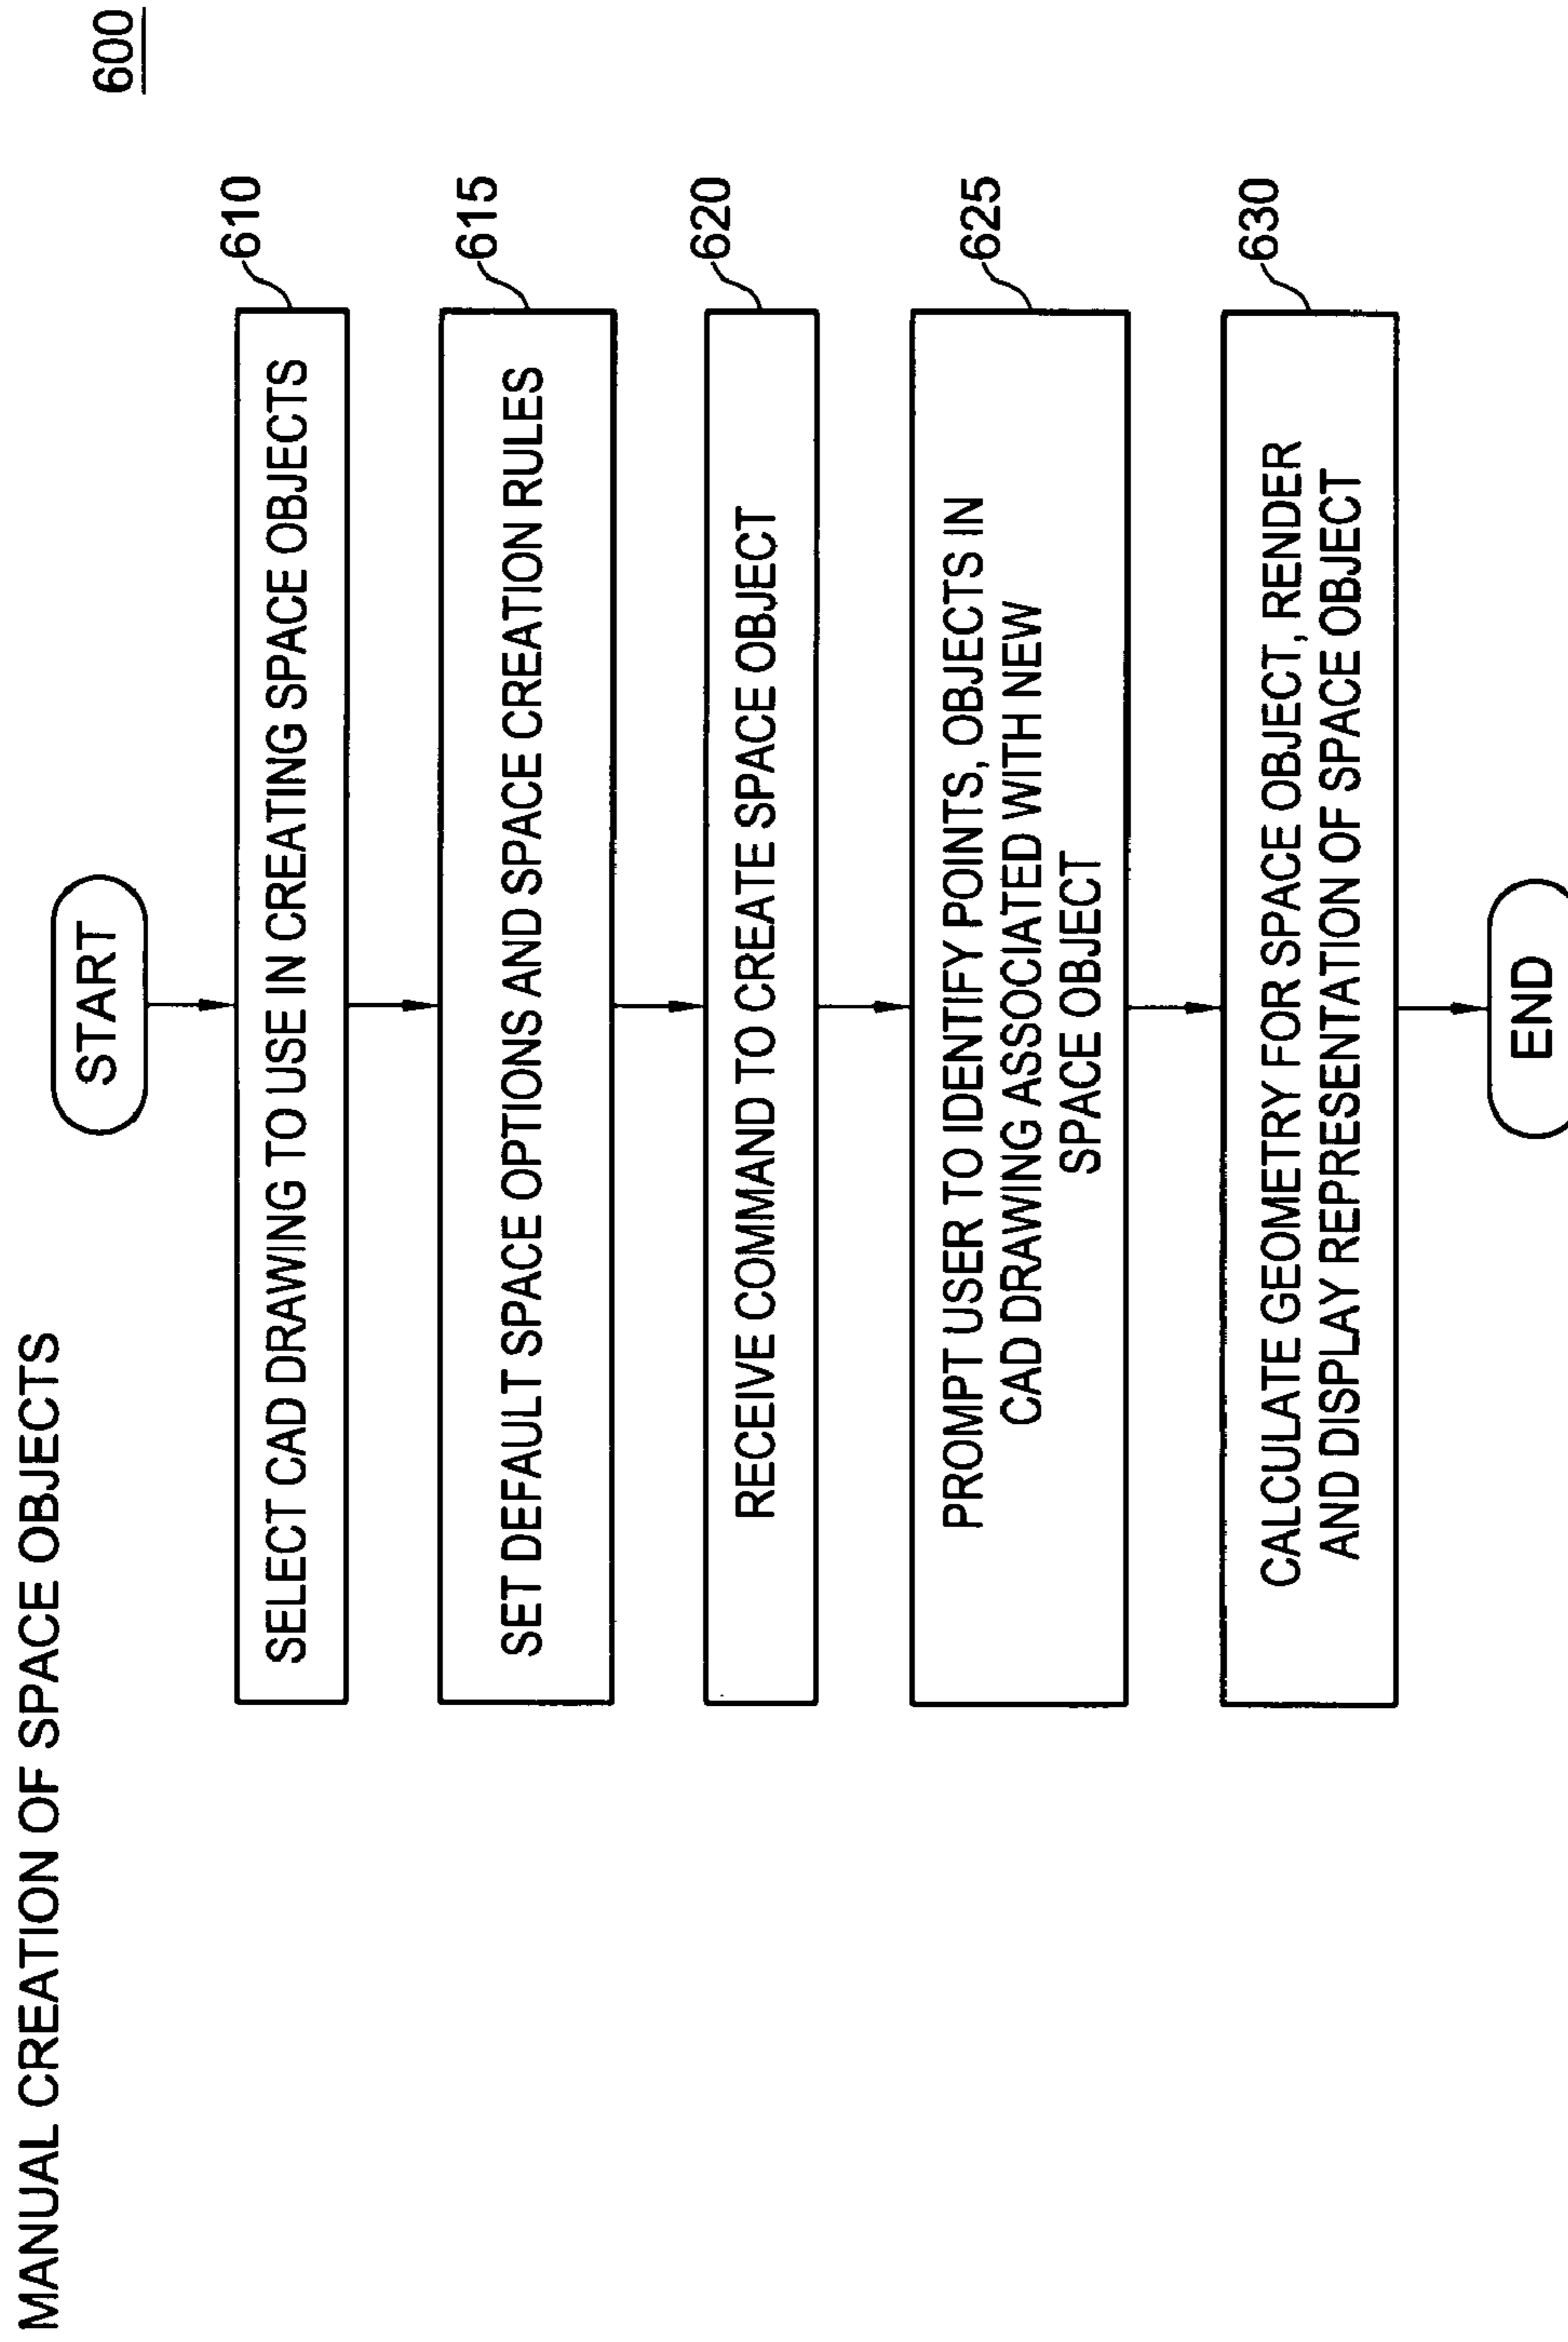 MANUAL CREATION OF SPACE OBJECTS
600
START
SELECT CAD DRAWING TO USE IN CREATING SPACE OBJECTS
610
SET DEFAULT SPACE OPTIONS AND SPACE CREATION RULES
615
RECEIVE COMMAND TO CREATE SPACE OBJECT
620
PROMPT USER TO IDENTIFY POINTS, OBJECTS IN
CAD DRAWING ASSOCIATED WITH NEW
SPACE OBJECT
625
CALCULATE GEOMETRY FOR SPACE OBJECT, RENDER
AND DISPLAY REPRESENTATION OF SPACE OBJECT
630
END